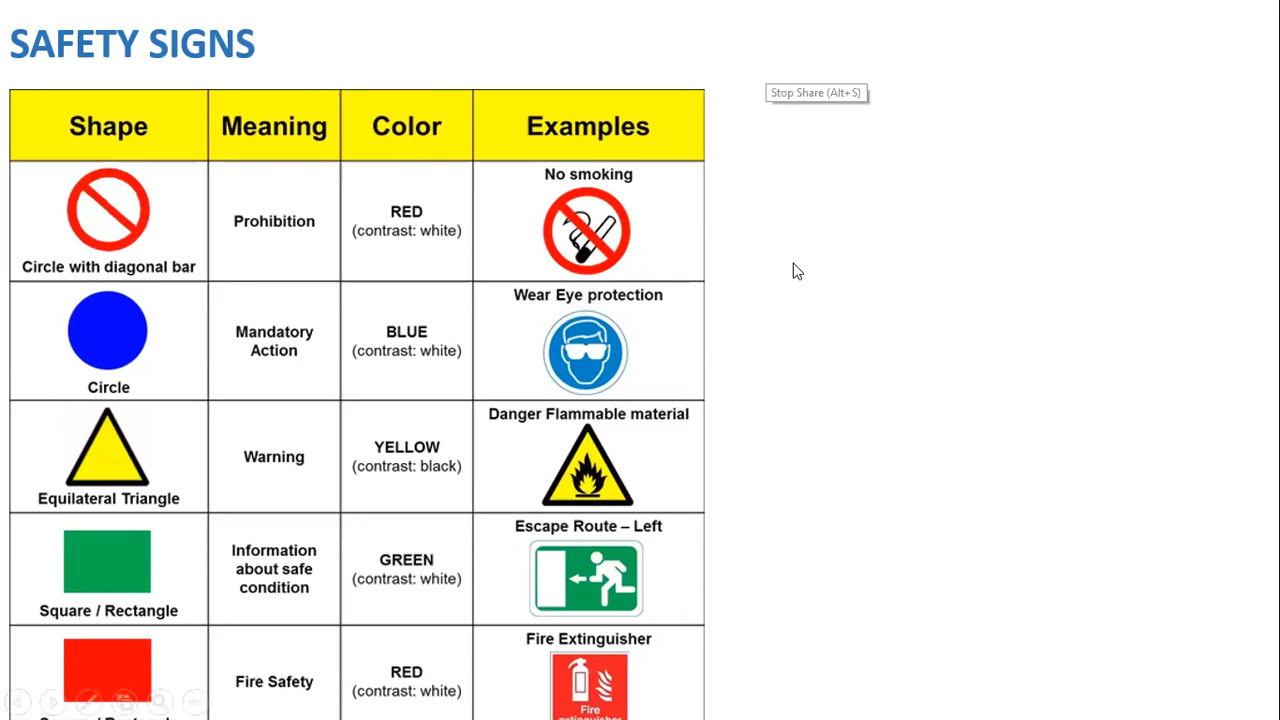 SAFETY SIGNS
Stop Share (Alt+S)
Shape Meaning Color Examples
No smoking
Prohibition
RED
(contrast: white)
Circle with diagonal bar
Wear Eye protection
Mandatory
Action
BLUE
(contrast: white)
Circle
Danger Flammable material
Warning
YELLOW
(contrast: black)
Equilateral Triangle
Escape Route – Left
Information
about safe
condition
GREEN
(contrast: white)
Square / Rectangle
Fire Extinguisher
Fire Safety
RED
(contrast: white)
Fire
extinguisher
Square / Rectangle